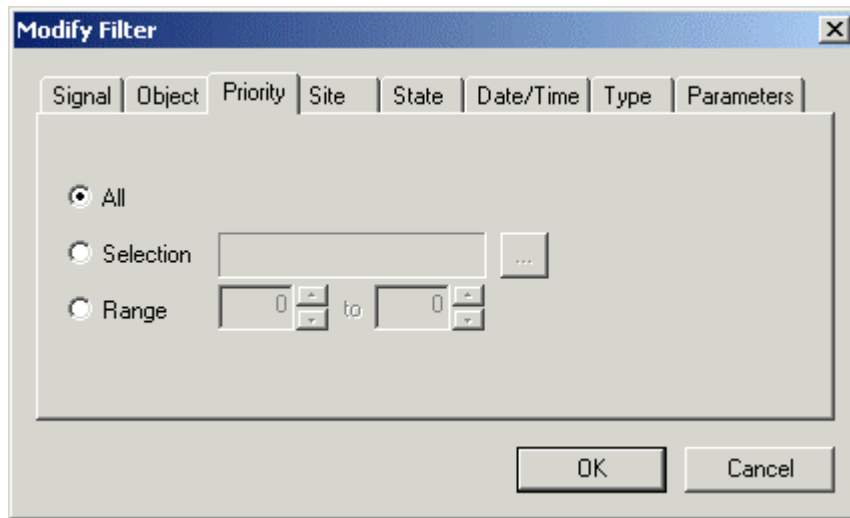 Modify Filter
Signal Object Priority Site State Date/Time Type Parameters
All
Selection ...
Range 0 to 0
OK Cancel